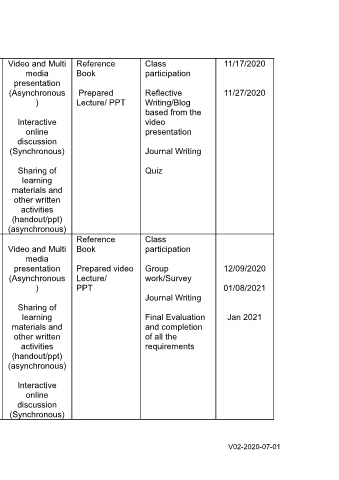 Video and Multi
media
presentation
(Asynchronous
)
Interactive
online
discussion
(Synchronous)
Sharing of
learning
materials and
other written
activities
(handout/ppt)
(asynchronous)
Reference
Book
Prepared
Lecture/ PPT
Class
participation
Reflective
Writing/Blog
based from the
video
presentation
Journal Writing
Quiz
11/17/2020
11/27/2020
Video and Multi
media
presentation
(Asynchronous
)
Sharing of
learning
materials and
other written
activities
(handout/ppt)
(asynchronous)
Interactive
online
discussion
(Synchronous)
Reference
Book
Prepared video
Lecture/
PPT
Class
participation
Group
work/Survey
Journal Writing
Final Evaluation
and completion
of all the
requirements
12/09/2020
01/08/2021
Jan 2021
V02-2020-07-01